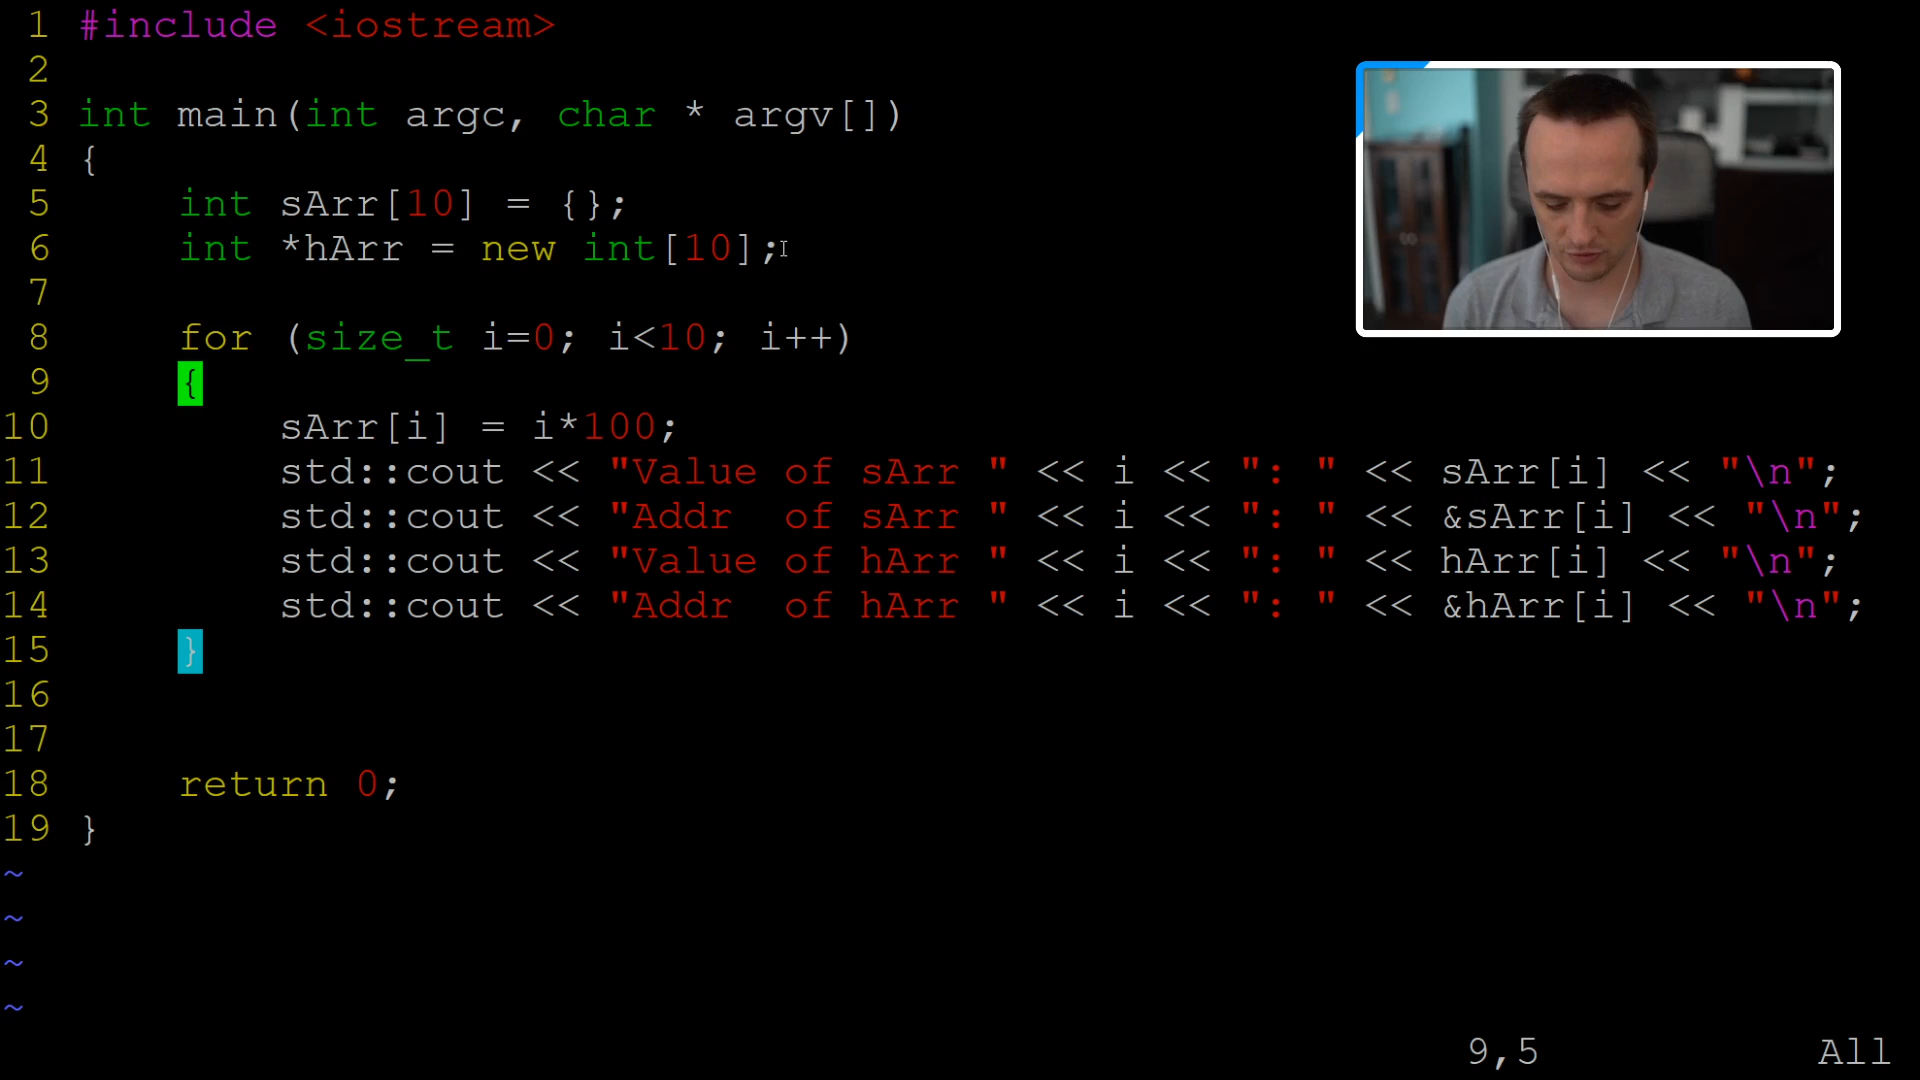 1 #include <iostream>
2
3 int main(int argc, char * argv[])
4 {
5     int sArr[10] = {};
6     int *hArr = new int[10];
7
8     for (size_t i=0; i<10; i++)
9     {
10         sArr[i] = i*100;
11         std::cout << "Value of sArr " << i << ": " << sArr[i] << "\n";
12         std::cout << "Addr  of sArr " << i << ": " << &sArr[i] << "\n";
13         std::cout << "Value of hArr " << i << ": " << hArr[i] << "\n";
14         std::cout << "Addr  of hArr " << i << ": " << &hArr[i] << "\n";
15     }
16
17
18     return 0;
19 }
~
~
~
~
9,5 All